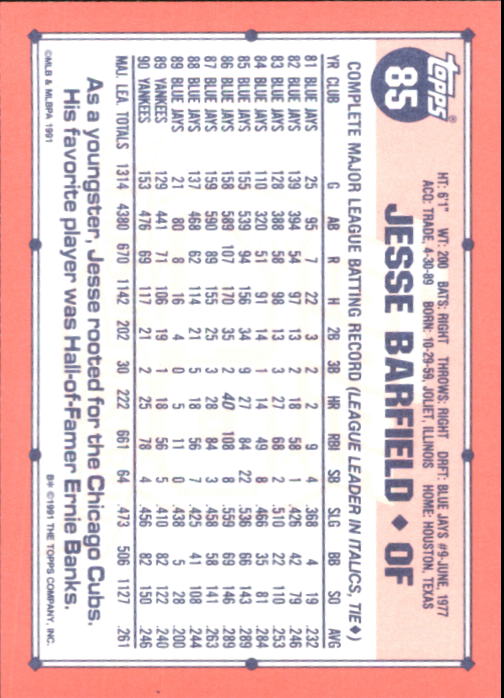 Topps®
85
HT: 6'1" WT: 200 BATS: RIGHT THROWS: RIGHT DRFT: BLUE JAYS #9-JUNE, 1977
ACQ: TRADE, 4-30-89 BORN: 10-29-59, JOLIET, ILLINOIS HOME: HOUSTON, TEXAS
JESSE BARFIELD ♦ OF
COMPLETE MAJOR LEAGUE BATTING RECORD (LEAGUE LEADER IN ITALICS, TIE♦)
YR CLUB G AB R H 2B 3B HR RBI SB SLG BB SO AVG
81 BLUE JAYS 25 95 7 22 3 2 2 9 4 .368 4 19 .232
82 BLUE JAYS 139 394 54 97 13 2 18 58 1 .426 42 79 .246
83 BLUE JAYS 128 388 58 98 13 3 27 68 2 .510 22 110 .253
84 BLUE JAYS 110 320 51 91 14 1 14 49 8 .466 35 81 .284
85 BLUE JAYS 155 539 94 156 34 9 27 84 22 .536 66 143 .289
86 BLUE JAYS 158 589 107 170 35 2 40 108 8 .559 69 146 .289
87 BLUE JAYS 159 590 89 155 25 3 28 84 3 .458 58 141 .263
88 BLUE JAYS 137 468 62 114 21 5 18 56 7 .425 41 108 .244
89 BLUE JAYS 21 80 8 16 4 0 5 11 0 .438 5 28 .200
89 YANKEES 129 441 71 106 19 1 18 56 5 .410 82 122 .240
90 YANKEES 153 476 69 117 21 2 25 78 4 .456 82 150 .246
MAJ. LEA. TOTALS 1314 4380 670 1142 202 30 222 661 64 .473 506 1127 .261
As a youngster, Jesse rooted for the Chicago Cubs.
His favorite player was Hall-of-Famer Ernie Banks.
©MLB & MLBPA 1991
B* ©1991 THE TOPPS COMPANY, INC.